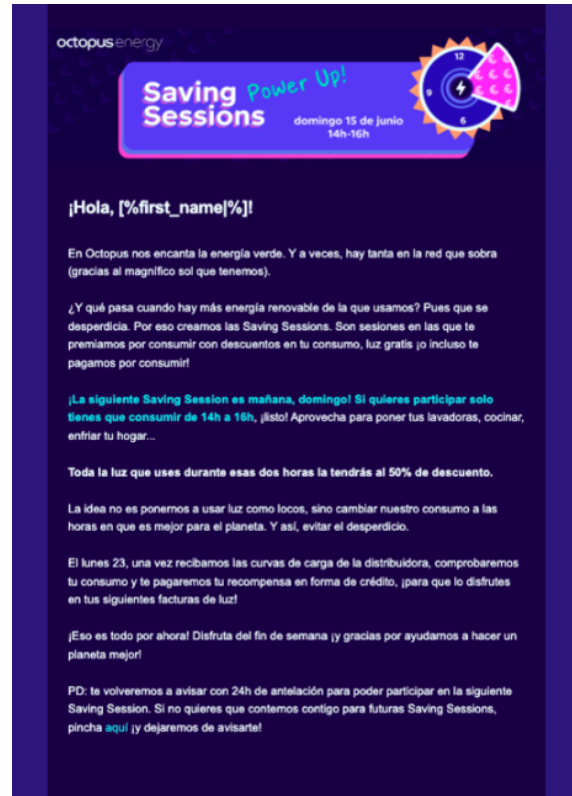 octopus energy
Saving Power Up!
Sessions
domingo 15 de junio
14h-16h
12
9
6
¡Hola, [%first_name|%]!
En Octopus nos encanta la energía verde. Y a veces, hay tanta en la red que sobra
(gracias al magnífico sol que tenemos).
¿Y qué pasa cuando hay más energía renovable de la que usamos? Pues que se
desperdicia. Por eso creamos las Saving Sessions. Son sesiones en las que te
premiamos por consumir con descuentos en tu consumo, luz gratis ¡o incluso te
pagamos por consumir!
¡La siguiente Saving Session es mañana, domingo! Si quieres participar solo
tienes que consumir de 14h a 16h, ¡listo! Aprovecha para poner tus lavadoras, cocinar,
enfriar tu hogar...
Toda la luz que uses durante esas dos horas la tendrás al 50% de descuento.
La idea no es ponernos a usar luz como locos, sino cambiar nuestro consumo a las
horas en que es mejor para el planeta. Y así, evitar el desperdicio.
El lunes 23, una vez recibamos las curvas de carga de la distribuidora, comprobaremos
tu consumo y te pagaremos tu recompensa en forma de crédito, ¡para que lo disfrutes
en tus siguientes facturas de luz!
¡Eso es todo por ahora! Disfruta del fin de semana ¡y gracias por ayudarnos a hacer un
planeta mejor!
PD: te volveremos a avisar con 24h de antelación para poder participar en la siguiente
Saving Session. Si no quieres que contemos contigo para futuras Saving Sessions,
pincha aquí ¡y dejaremos de avisarte!